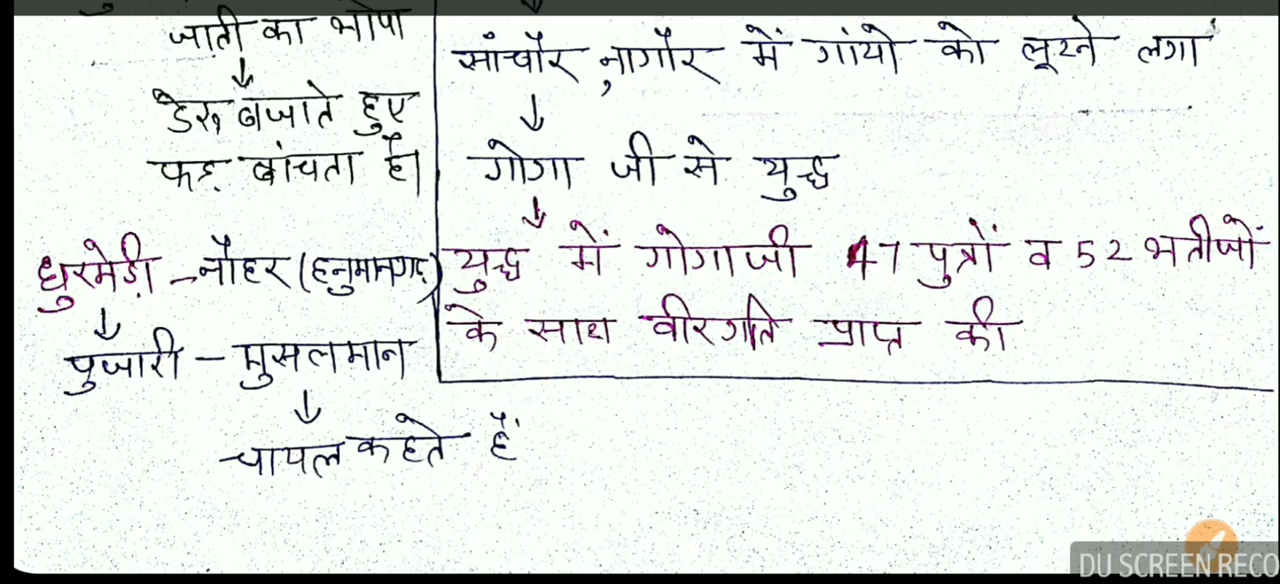 जाती का भोपा
↓
डेरु बजाते हुए
फड़ बांचता है।
धुरमेड़ी - नौहर (हनुमानगढ़)
↓
पुजारी - मुसलमान
↓
चायल कहते हैं
सांचौर, नागौर में गांयो को लूटने लगा
↓
गोगा जी से युद्ध
↓
युद्ध में गोगाजी 47 पुत्रों व 52 भतीजों
के साथ वीरगति प्राप्त की
DU SCREEN RECO